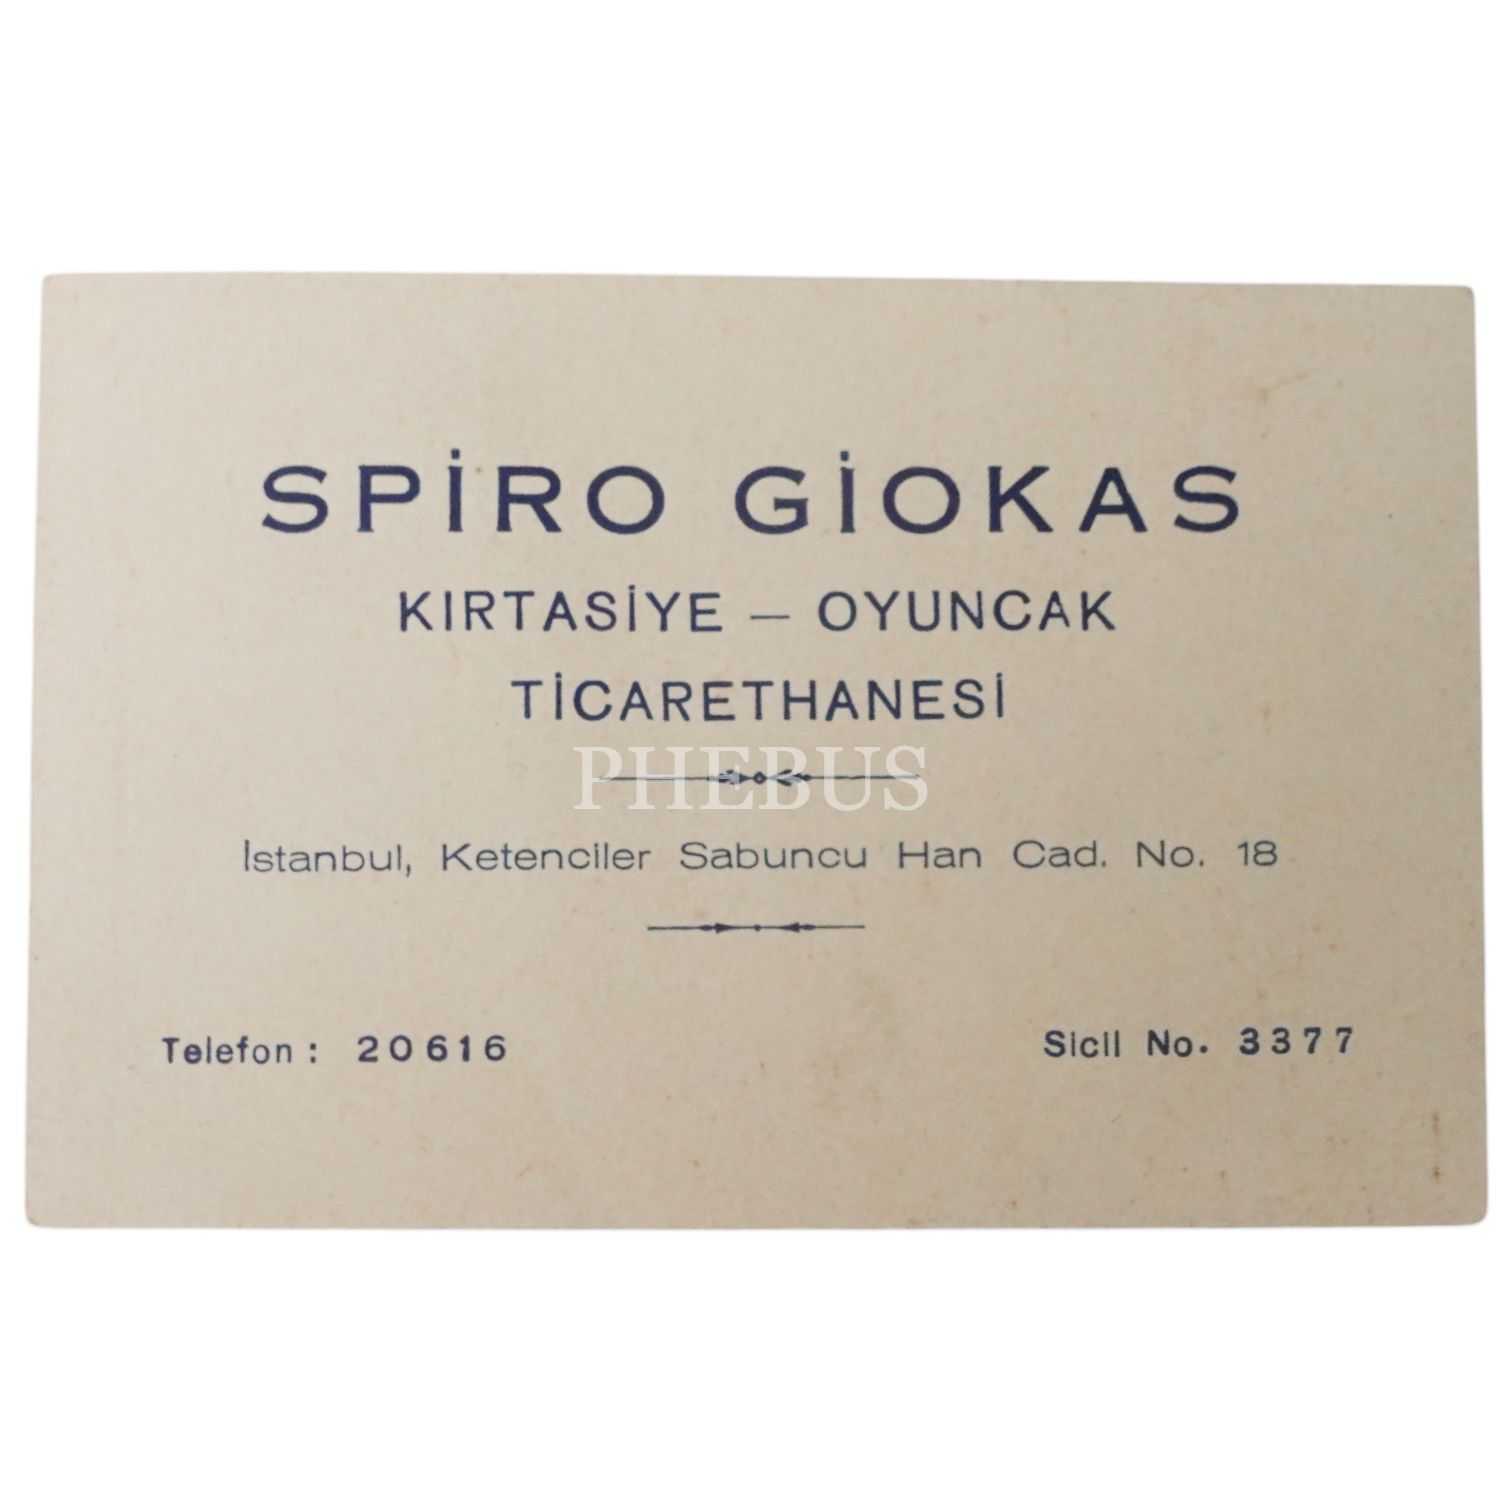 SPİRO GİOKAS
KIRTASİYE — OYUNCAK
TİCARETHANESİ
PHEBUS
İstanbul, Ketenciler Sabuncu Han Cad. No. 18
Telefon : 20616 Sicil No. 3377